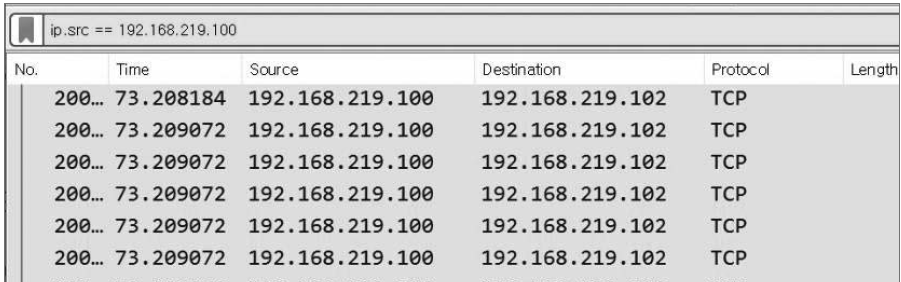 ip.src == 192.168.219.100
No. Time Source Destination Protocol Length
200… 73.208184 192.168.219.100 192.168.219.102 TCP
200… 73.209072 192.168.219.100 192.168.219.102 TCP
200… 73.209072 192.168.219.100 192.168.219.102 TCP
200… 73.209072 192.168.219.100 192.168.219.102 TCP
200… 73.209072 192.168.219.100 192.168.219.102 TCP
200… 73.209072 192.168.219.100 192.168.219.102 TCP